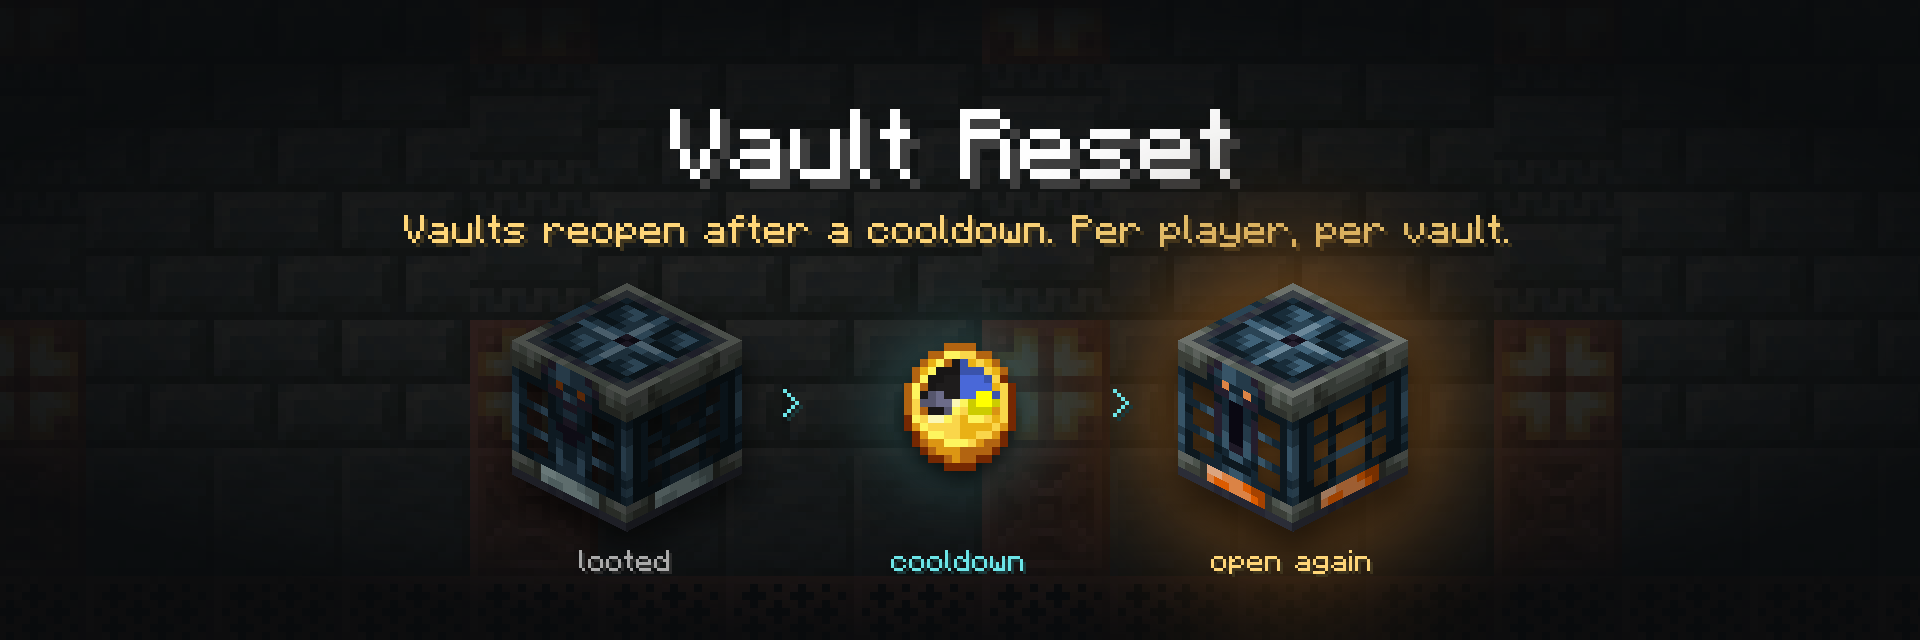 Vault Reset
Vaults reopen after a cooldown. Per player, per vault.
looted
cooldown
open again